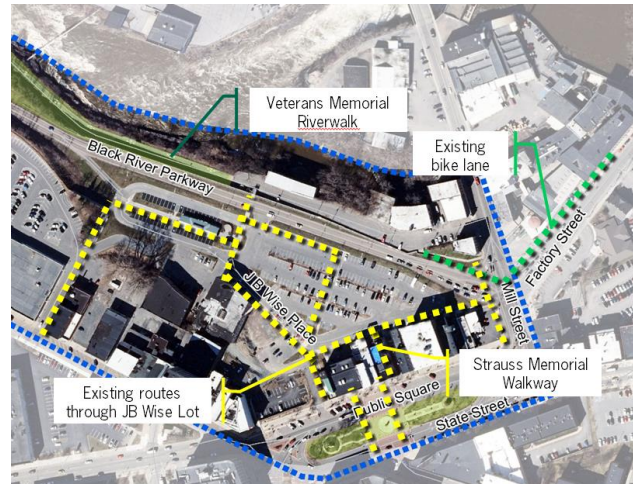 Veterans Memorial
Riverwalk
Existing
bike lane
Black River Parkway
Factory Street
JB Wise Place
Mill Street
Strauss Memorial
Walkway
Existing routes
through JB Wise Lot
Public Square
State Street